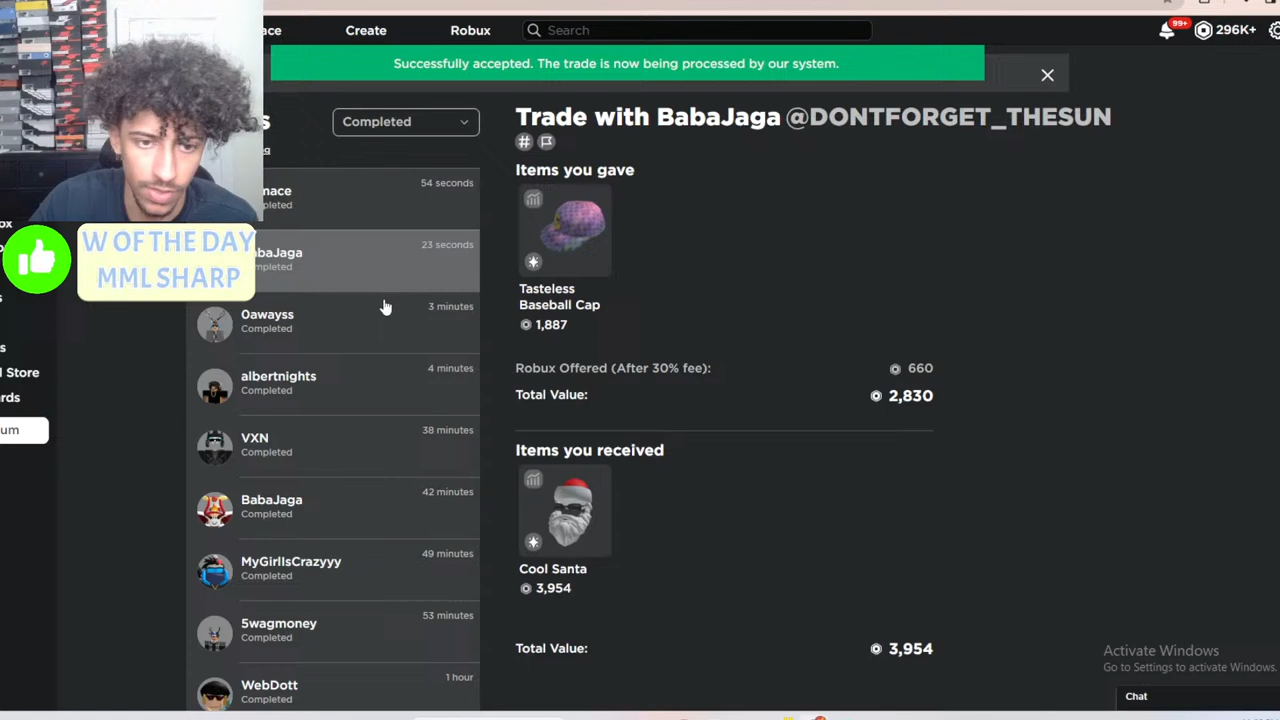 ace
Create
Robux
Search
99+
296K+
Successfully accepted. The trade is now being processed by our system.
s
Completed
Trade with BabaJaga @DONTFORGET_THESUN
Items you gave
54 seconds
W OF THE DAY
MML SHARP
23 seconds
abaJaga
0awayss
Completed
3 minutes
albertnights
Completed
4 minutes
VXN
Completed
38 minutes
BabaJaga
Completed
42 minutes
MyGirlIsCrazyyy
Completed
49 minutes
5wagmoney
Completed
53 minutes
WebDott
Completed
1 hour
l Store
um
Tasteless
Baseball Cap
1,887
Robux Offered (After 30% fee):
660
Total Value:
2,830
Items you received
Cool Santa
3,954
Total Value:
3,954
Activate Windows
Go to Settings to activate Windows.
Chat